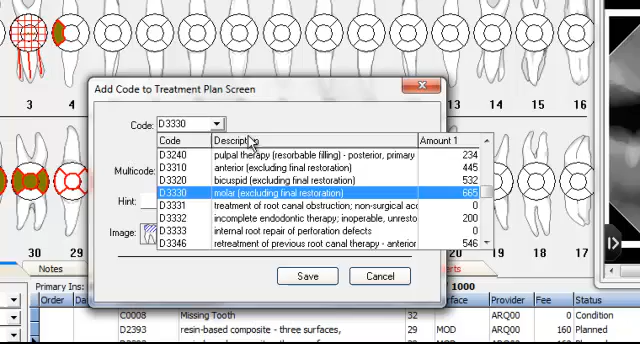 3 4 13 14 15 16
Add Code to Treatment Plan Screen
Code: D3330
Code Description Amount 1
D3240 pulpal therapy (resorbable filling) - posterior, primary 234
D3310 anterior (excluding final restoration) 445
Multicode: D3320 bicuspid (excluding final restoration) 532
D3330 molar (excluding final restoration) 665
Hint: D3331 treatment of root canal obstruction; non-surgical acc 0
D3332 incomplete endodontic therapy; inoperable, unresto 200
Image: D3333 internal root repair of perforation defects 0
D3346 retreatment of previous root canal therapy - anterior 546
30 29 20 19 18 17
Notes
Save Cancel
Primary Ins: / 1000
Order Surface Provider Fee Status
C0008 Missing Tooth 32 ARQ00 0 Condition
D2393 resin-based composite - three surfaces, 29 MOD ARQ00 160 Planned